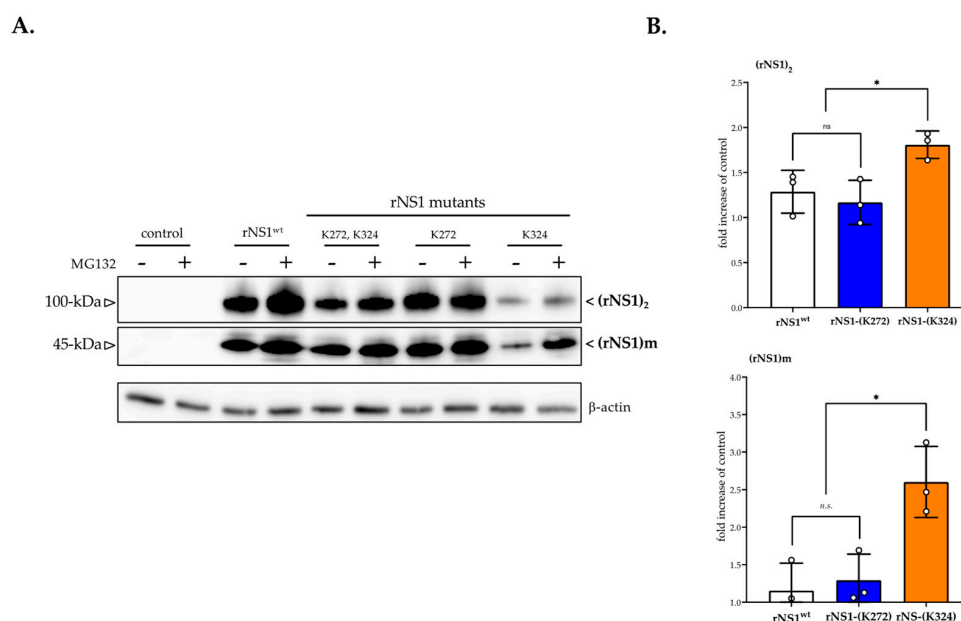 A.
rNS1 mutants
control rNS1wt K272, K324 K272 K324
MG132 - + - + - + - + - +
100-kDa < (rNS1)2
45-kDa < (rNS1)m
β-actin
B.
(rNS1)2
fold increase of control
2.5
2.0
1.5
1.0
0.5
0.0
*
ns
rNS1wt rNS1-(K272) rNS1-(K324)
(rNS1)m
fold increase of control
4.0
3.5
3.0
2.5
2.0
1.5
1.0
*
n.s.
rNS1wt rNS1-(K272) rNS-(K324)